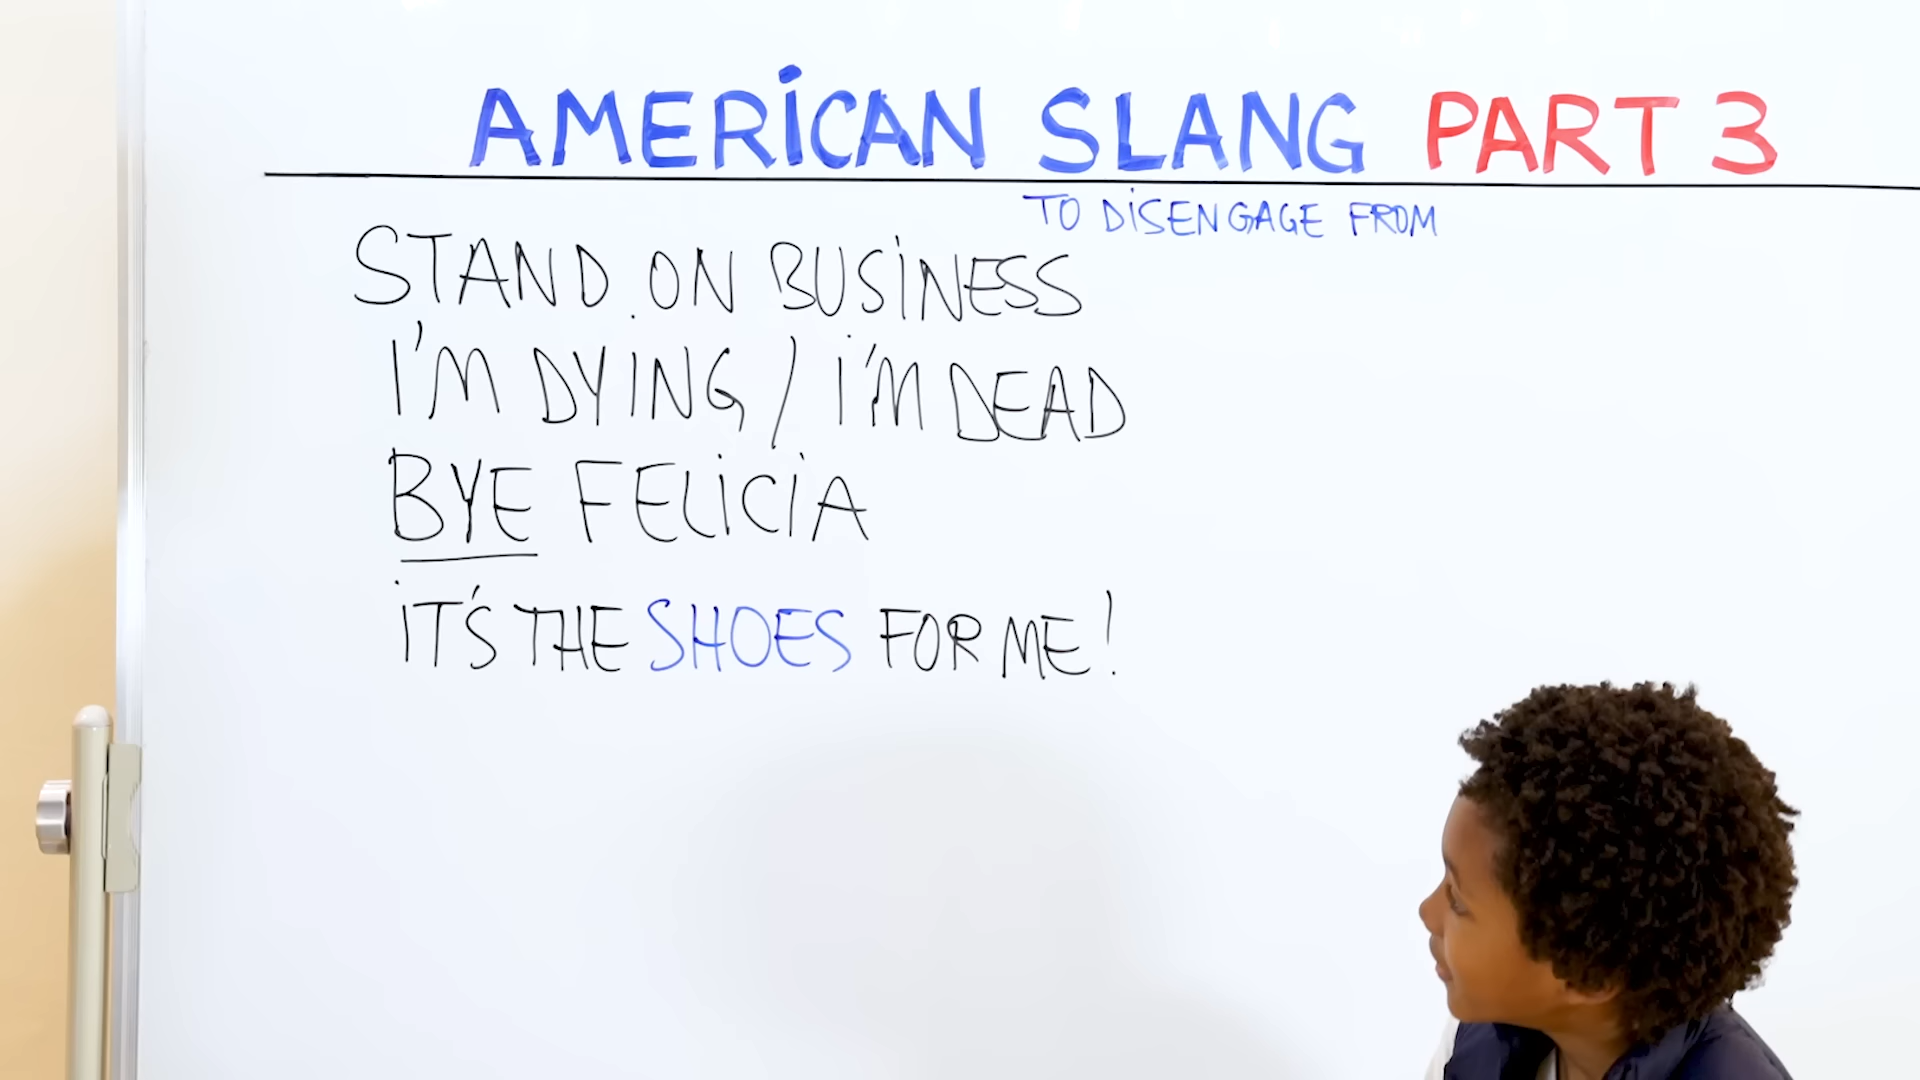 AMERiCAN SLANG PART 3
TO DiSENGAGE FROM
STAND ON BUSiNESS
I'M DYING / i'M DEAD
BYE FELiCiA
iT'S THE SHOES FOR ME!